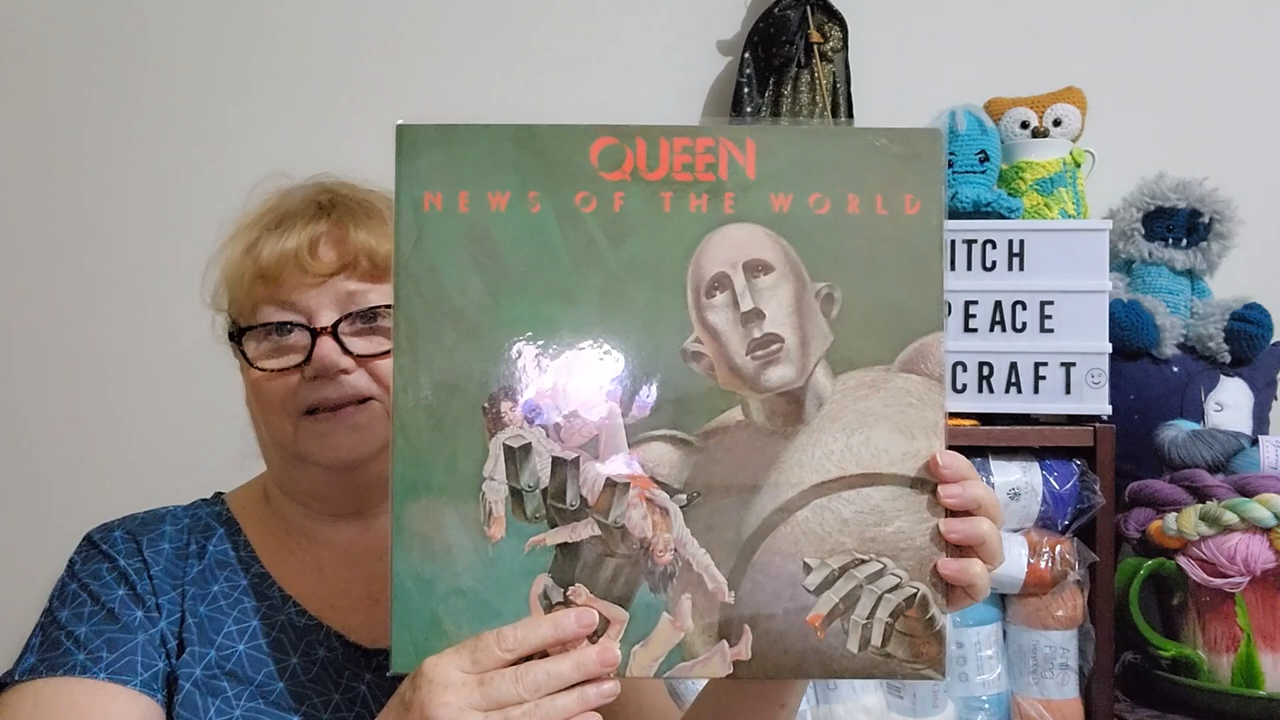 QUEEN
NEWS OF THE WORLD
ITCH
PEACE
CRAFT